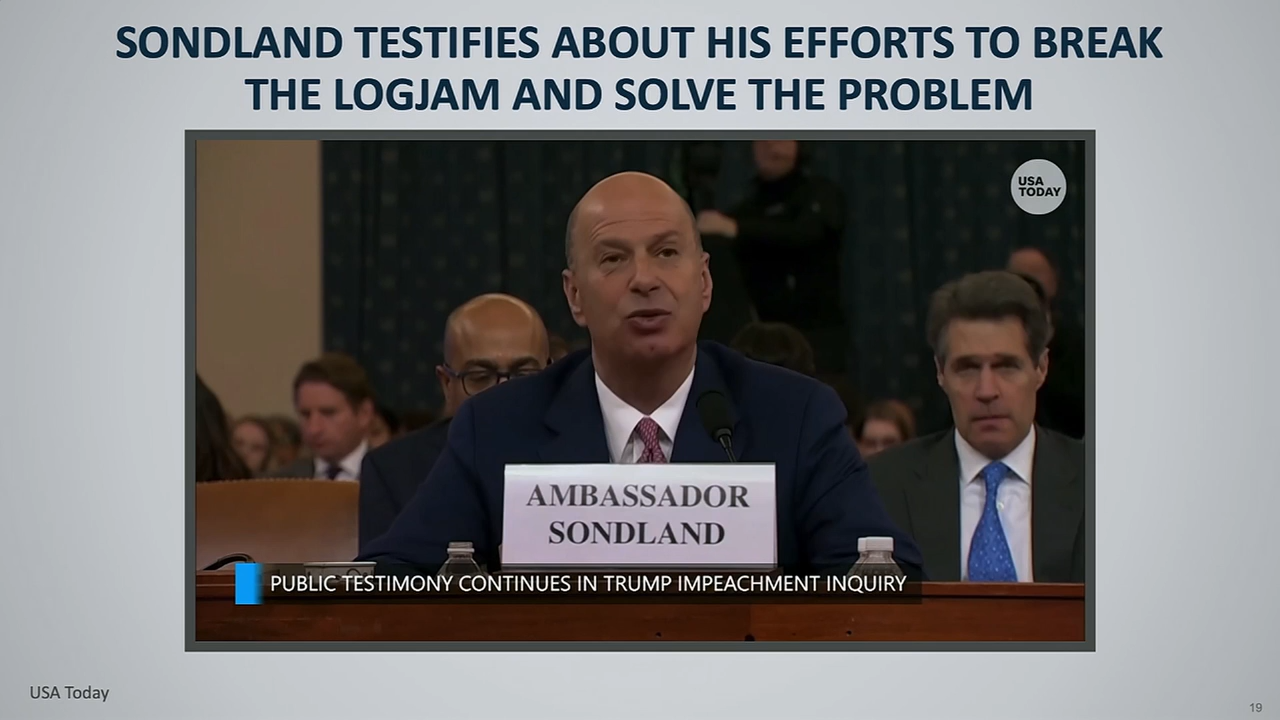 SONDLAND TESTIFIES ABOUT HIS EFFORTS TO BREAK
THE LOGJAM AND SOLVE THE PROBLEM
USA
TODAY
AMBASSADOR
SONDLAND
PUBLIC TESTIMONY CONTINUES IN TRUMP IMPEACHMENT INQUIRY
USA Today
19